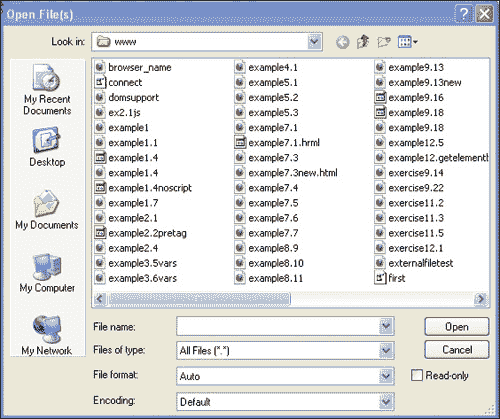 Open File(s)
Look in:
www
My Recent
Documents
Desktop
My Documents
My Computer
My Network
browser_name
connect
domsupport
ex2.1js
example1
example1.1
example1.4
example1.4
example1.4noscript
example1.7
example2.1
example2.2pretag
example2.4
example3.5vars
example3.6vars
example4.1
example5.1
example5.2
example5.3
example7.1
example7.1.hrml
example7.3
example7.3new.html
example7.4
example7.5
example7.6
example7.7
example8.9
example8.10
example8.11
example9.13
example9.13new
example9.16
example9.18
example9.18
example12.5
example12.getelementb
exercise9.14
exercise9.22
exercise11.2
exercise11.3
exercise11.5
exercise12.1
externalfiletest
first
File name:
Open
Files of type:
All Files (*.*)
Cancel
File format:
Auto
Read-only
Encoding:
Default